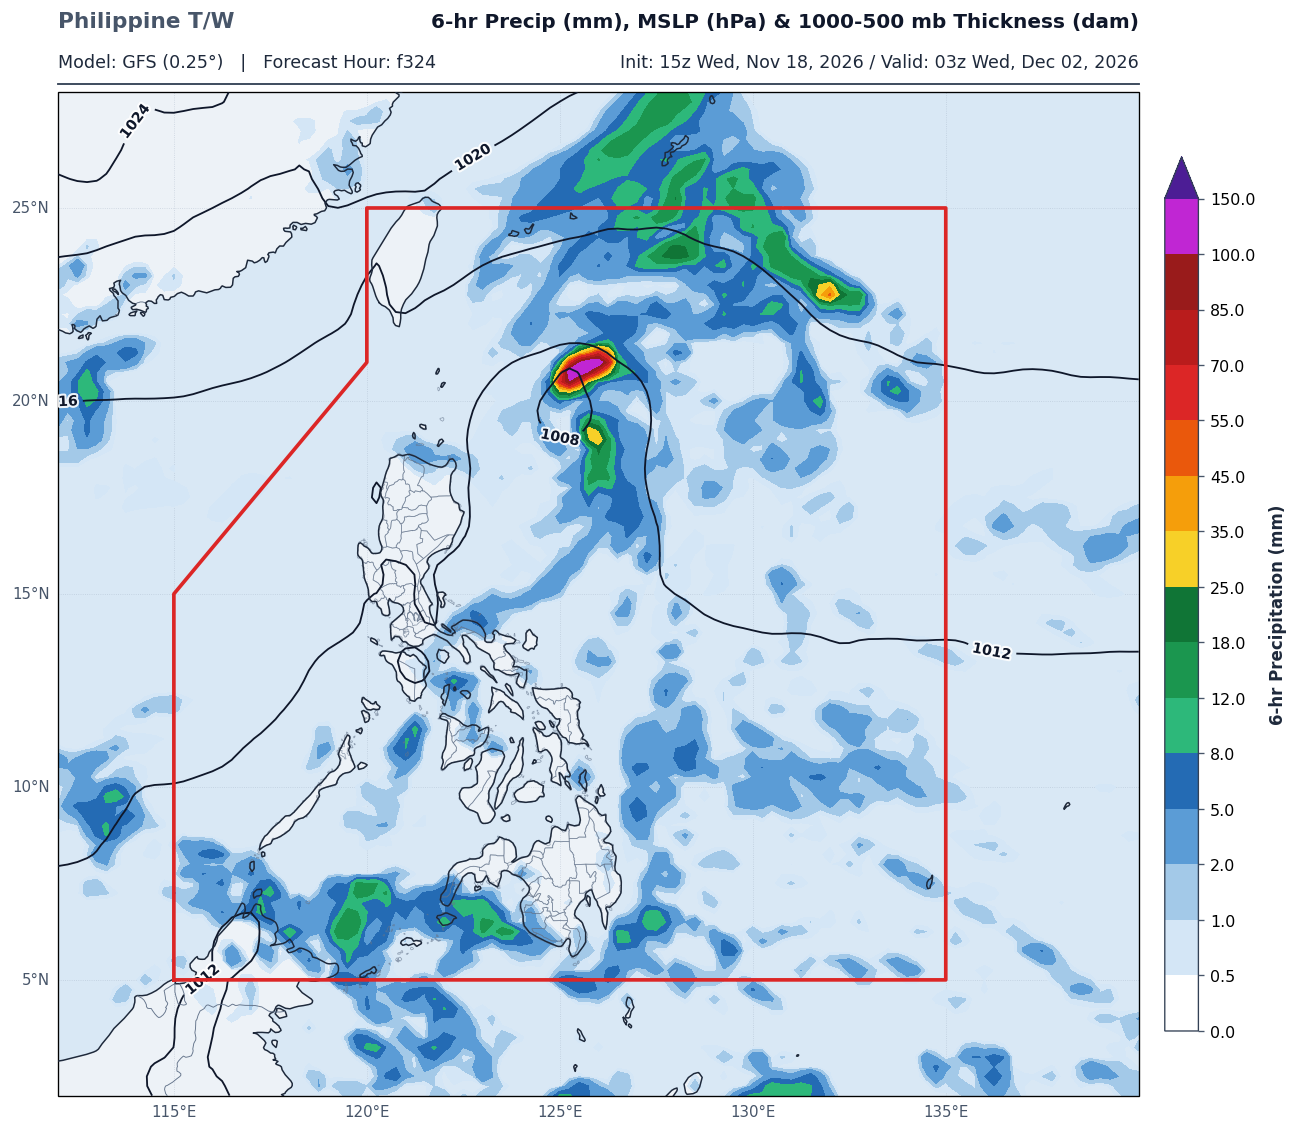 Philippine T/W
6-hr Precip (mm), MSLP (hPa) & 1000-500 mb Thickness (dam)
Model: GFS (0.25°)   |   Forecast Hour: f324
Init: 15z Wed, Nov 18, 2026 / Valid: 03z Wed, Dec 02, 2026
1024
1020
25°N
16
20°N
1008
15°N
1012
10°N
1012
5°N
115°E
120°E
125°E
130°E
135°E
150.0
100.0
85.0
70.0
55.0
45.0
35.0
25.0
18.0
12.0
8.0
5.0
2.0
1.0
0.5
0.0
6-hr Precipitation (mm)